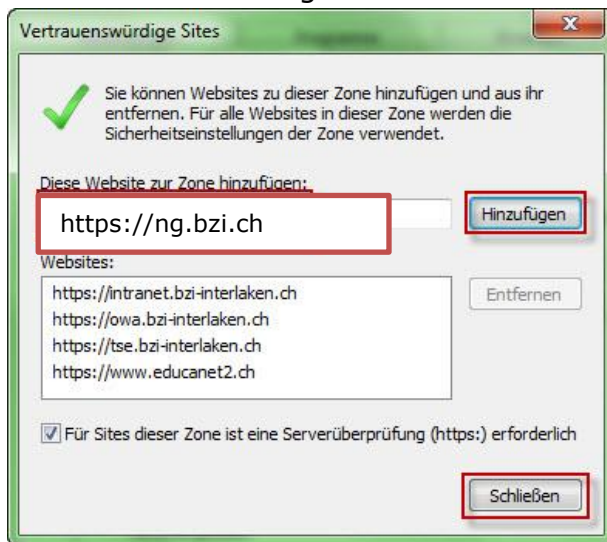 Vertrauenswürdige Sites
Sie können Websites zu dieser Zone hinzufügen und aus ihr
entfernen. Für alle Websites in dieser Zone werden die
Sicherheitseinstellungen der Zone verwendet.
Diese Website zur Zone hinzufügen:
https://ng.bzi.ch
Hinzufügen
Websites:
https://intranet.bzi-interlaken.ch
https://owa.bzi-interlaken.ch
https://tse.bzi-interlaken.ch
https://www.educanet2.ch
Entfernen
Für Sites dieser Zone ist eine Serverüberprüfung (https:) erforderlich
Schließen